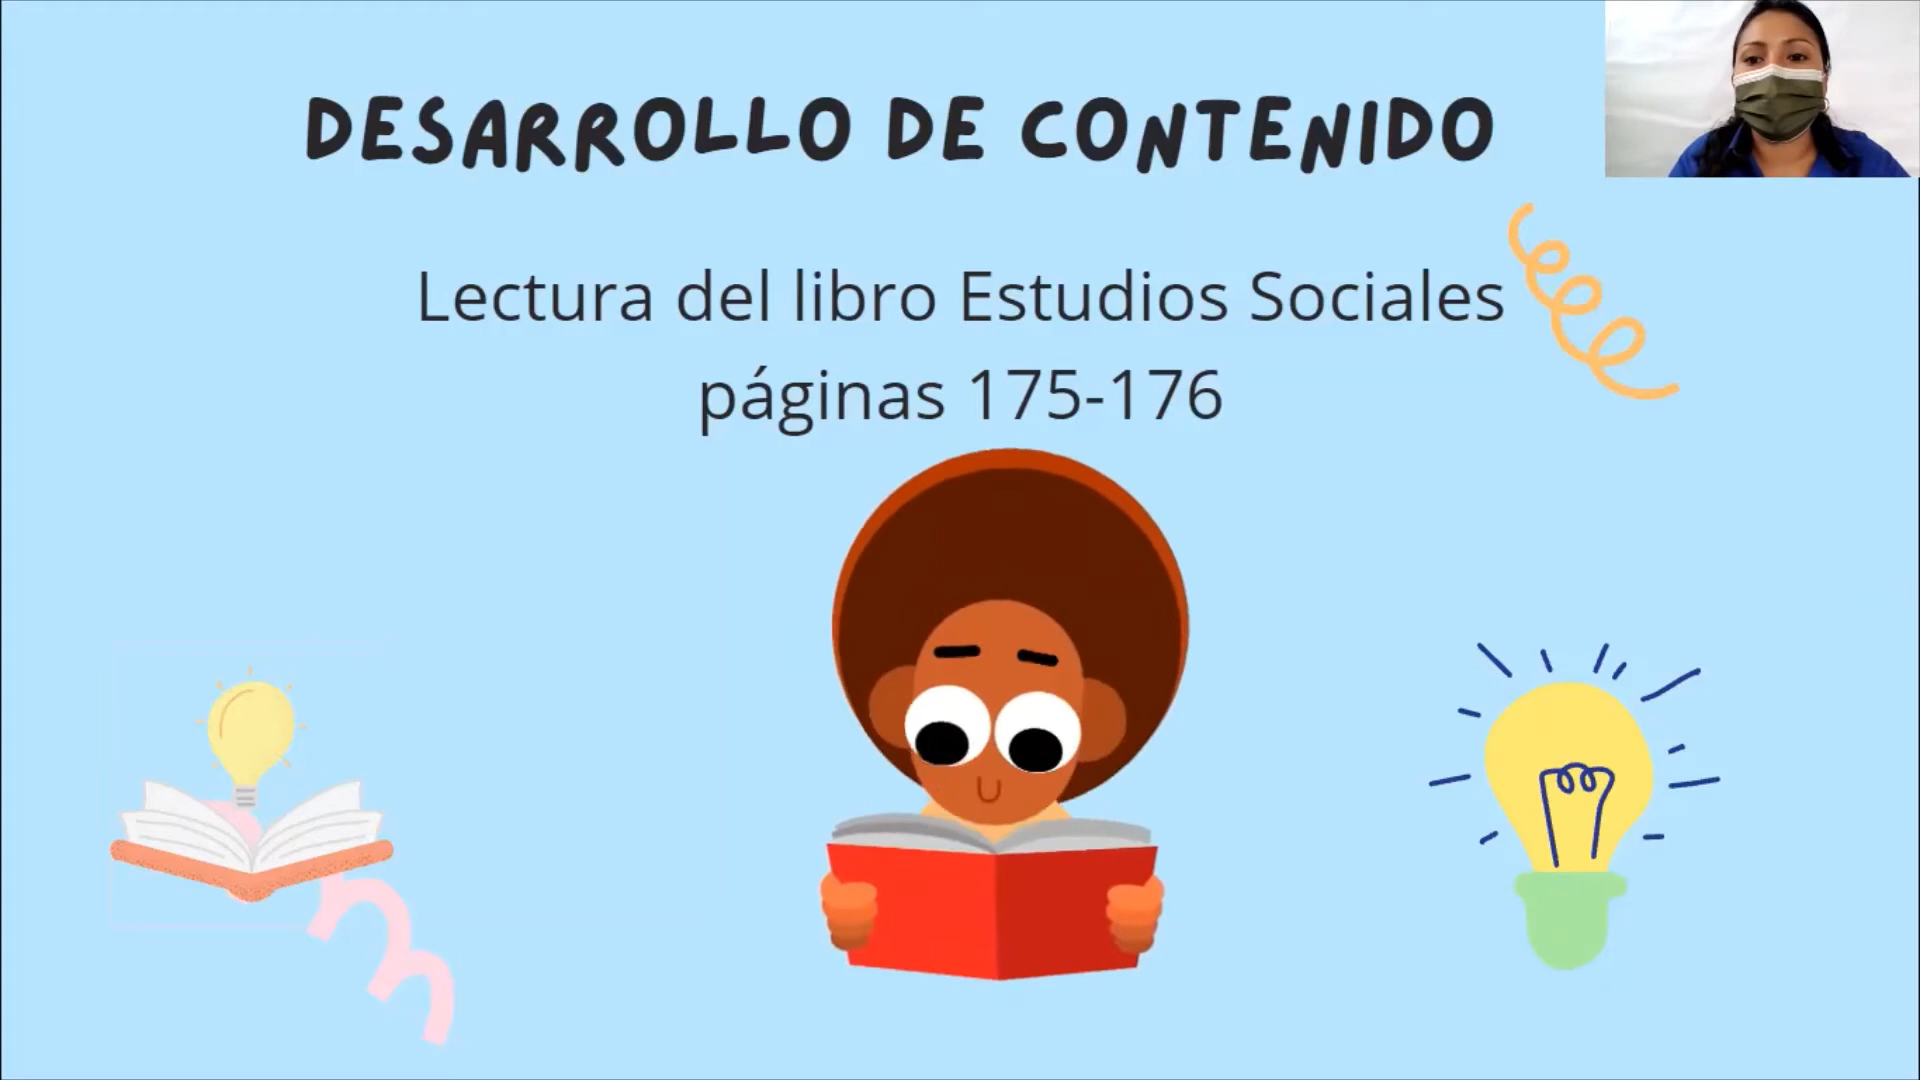 DESARROLLO DE CONTENIDO
Lectura del libro Estudios Sociales
páginas 175-176